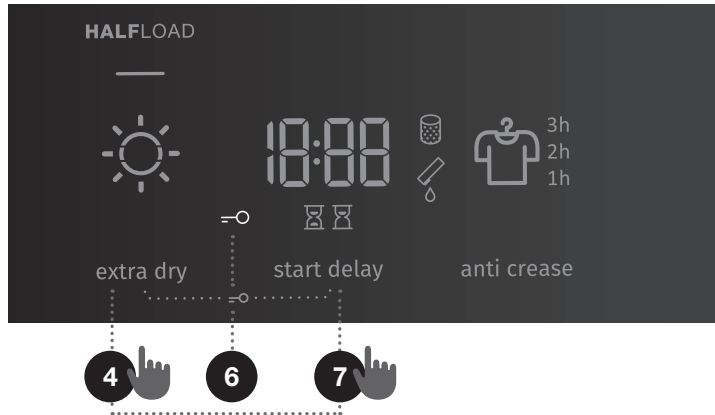 HALFLOAD
18:88
3h
2h
1h
extra dry
start delay
anti crease
4
6
7